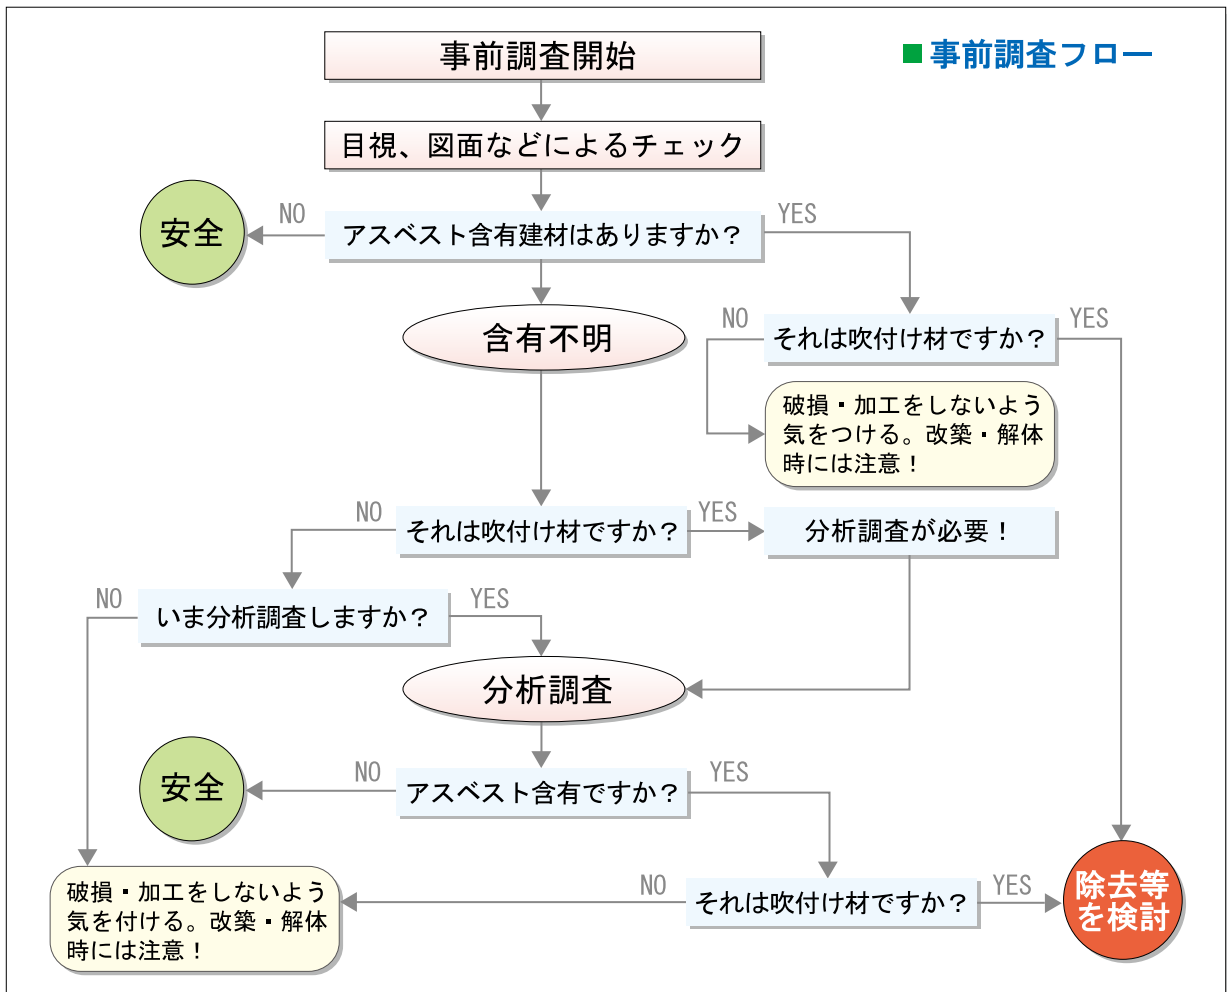 ■事前調査フロー
事前調査開始
目視、図面などによるチェック
アスベスト含有建材はありますか？
NO
安全
YES
含有不明
それは吹付け材ですか？
NO
YES
破損・加工をしないよう
気をつける。改築・解体
時には注意！
それは吹付け材ですか？
NO
YES
分析調査が必要！
いま分析調査しますか？
NO
YES
分析調査
アスベスト含有ですか？
NO
安全
YES
それは吹付け材ですか？
NO
YES
破損・加工をしないよう
気を付ける。改築・解体
時には注意！
除去等
を検討